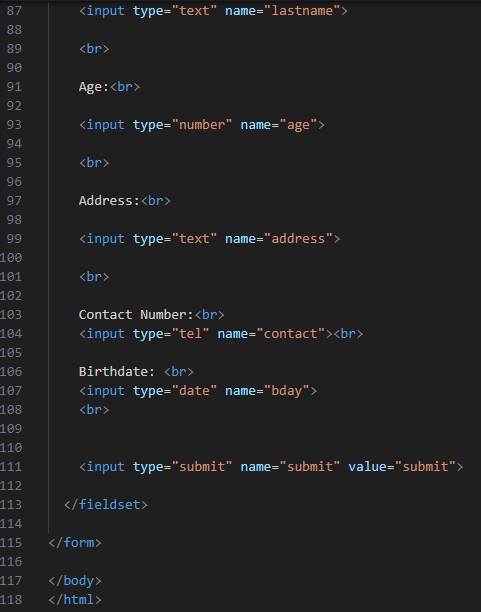 87 <input type="text" name="lastname">
88
89 <br>
90
91 Age:<br>
92
93 <input type="number" name="age">
94
95 <br>
96
97 Address:<br>
98
99 <input type="text" name="address">
100
101 <br>
102
103 Contact Number:<br>
104 <input type="tel" name="contact"><br>
105
106 Birthdate: <br>
107 <input type="date" name="bday">
108 <br>
109
110
111 <input type="submit" name="submit" value="submit">
112
113 </fieldset>
114
115 </form>
116
117 </body>
118 </html>